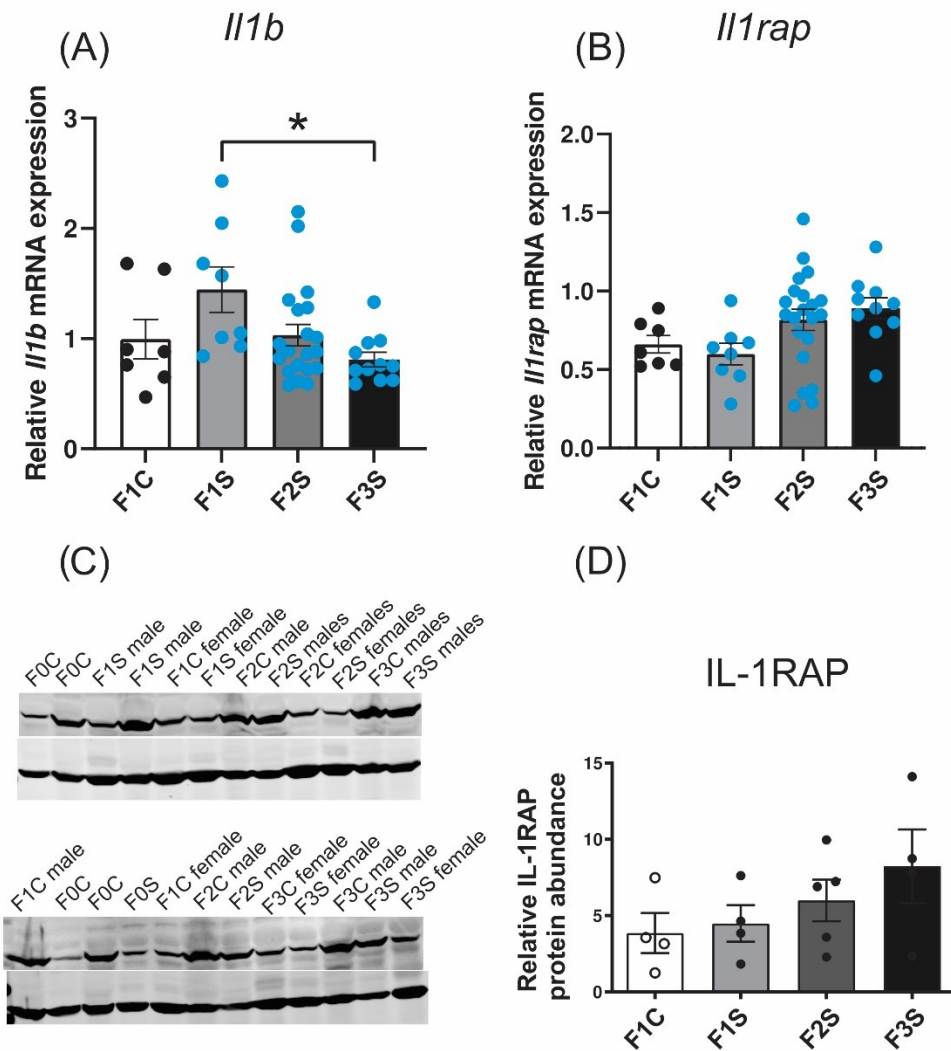 (A)
Il1b
Relative Il1b mRNA expression
3
2
1
0
*
F1C
F1S
F2S
F3S
(B)
Il1rap
Relative Il1rap mRNA expression
2.0
1.5
1.0
0.5
0.0
F1C
F1S
F2S
F3S
(C)
F0C
F0C
F1S male
F1S male
F1C female
F1S female
F2C male
F2S males
F2C females
F2S females
F3C males
F3S males
F1C male
F0C
F0C
F0S
F1C female
F2C male
F2S male
F3C female
F3S female
F3C male
F3S male
F3S female
(D)
IL-1RAP
Relative IL-1RAP
protein abundance
15
10
5
0
F1C
F1S
F2S
F3S